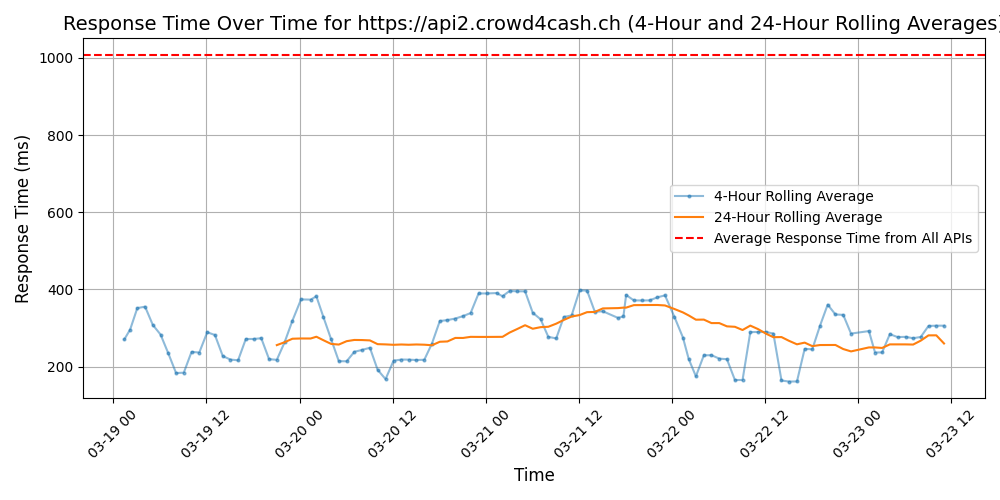 Response Time Over Time for https://api2.crowd4cash.ch (4-Hour and 24-Hour Rolling Averages)
Response Time (ms)
1000
800
600
400
200
4-Hour Rolling Average
24-Hour Rolling Average
Average Response Time from All APIs
03-19 00
03-19 12
03-20 00
03-20 12
03-21 00
03-21 12
03-22 00
03-22 12
03-23 00
03-23 12
Time